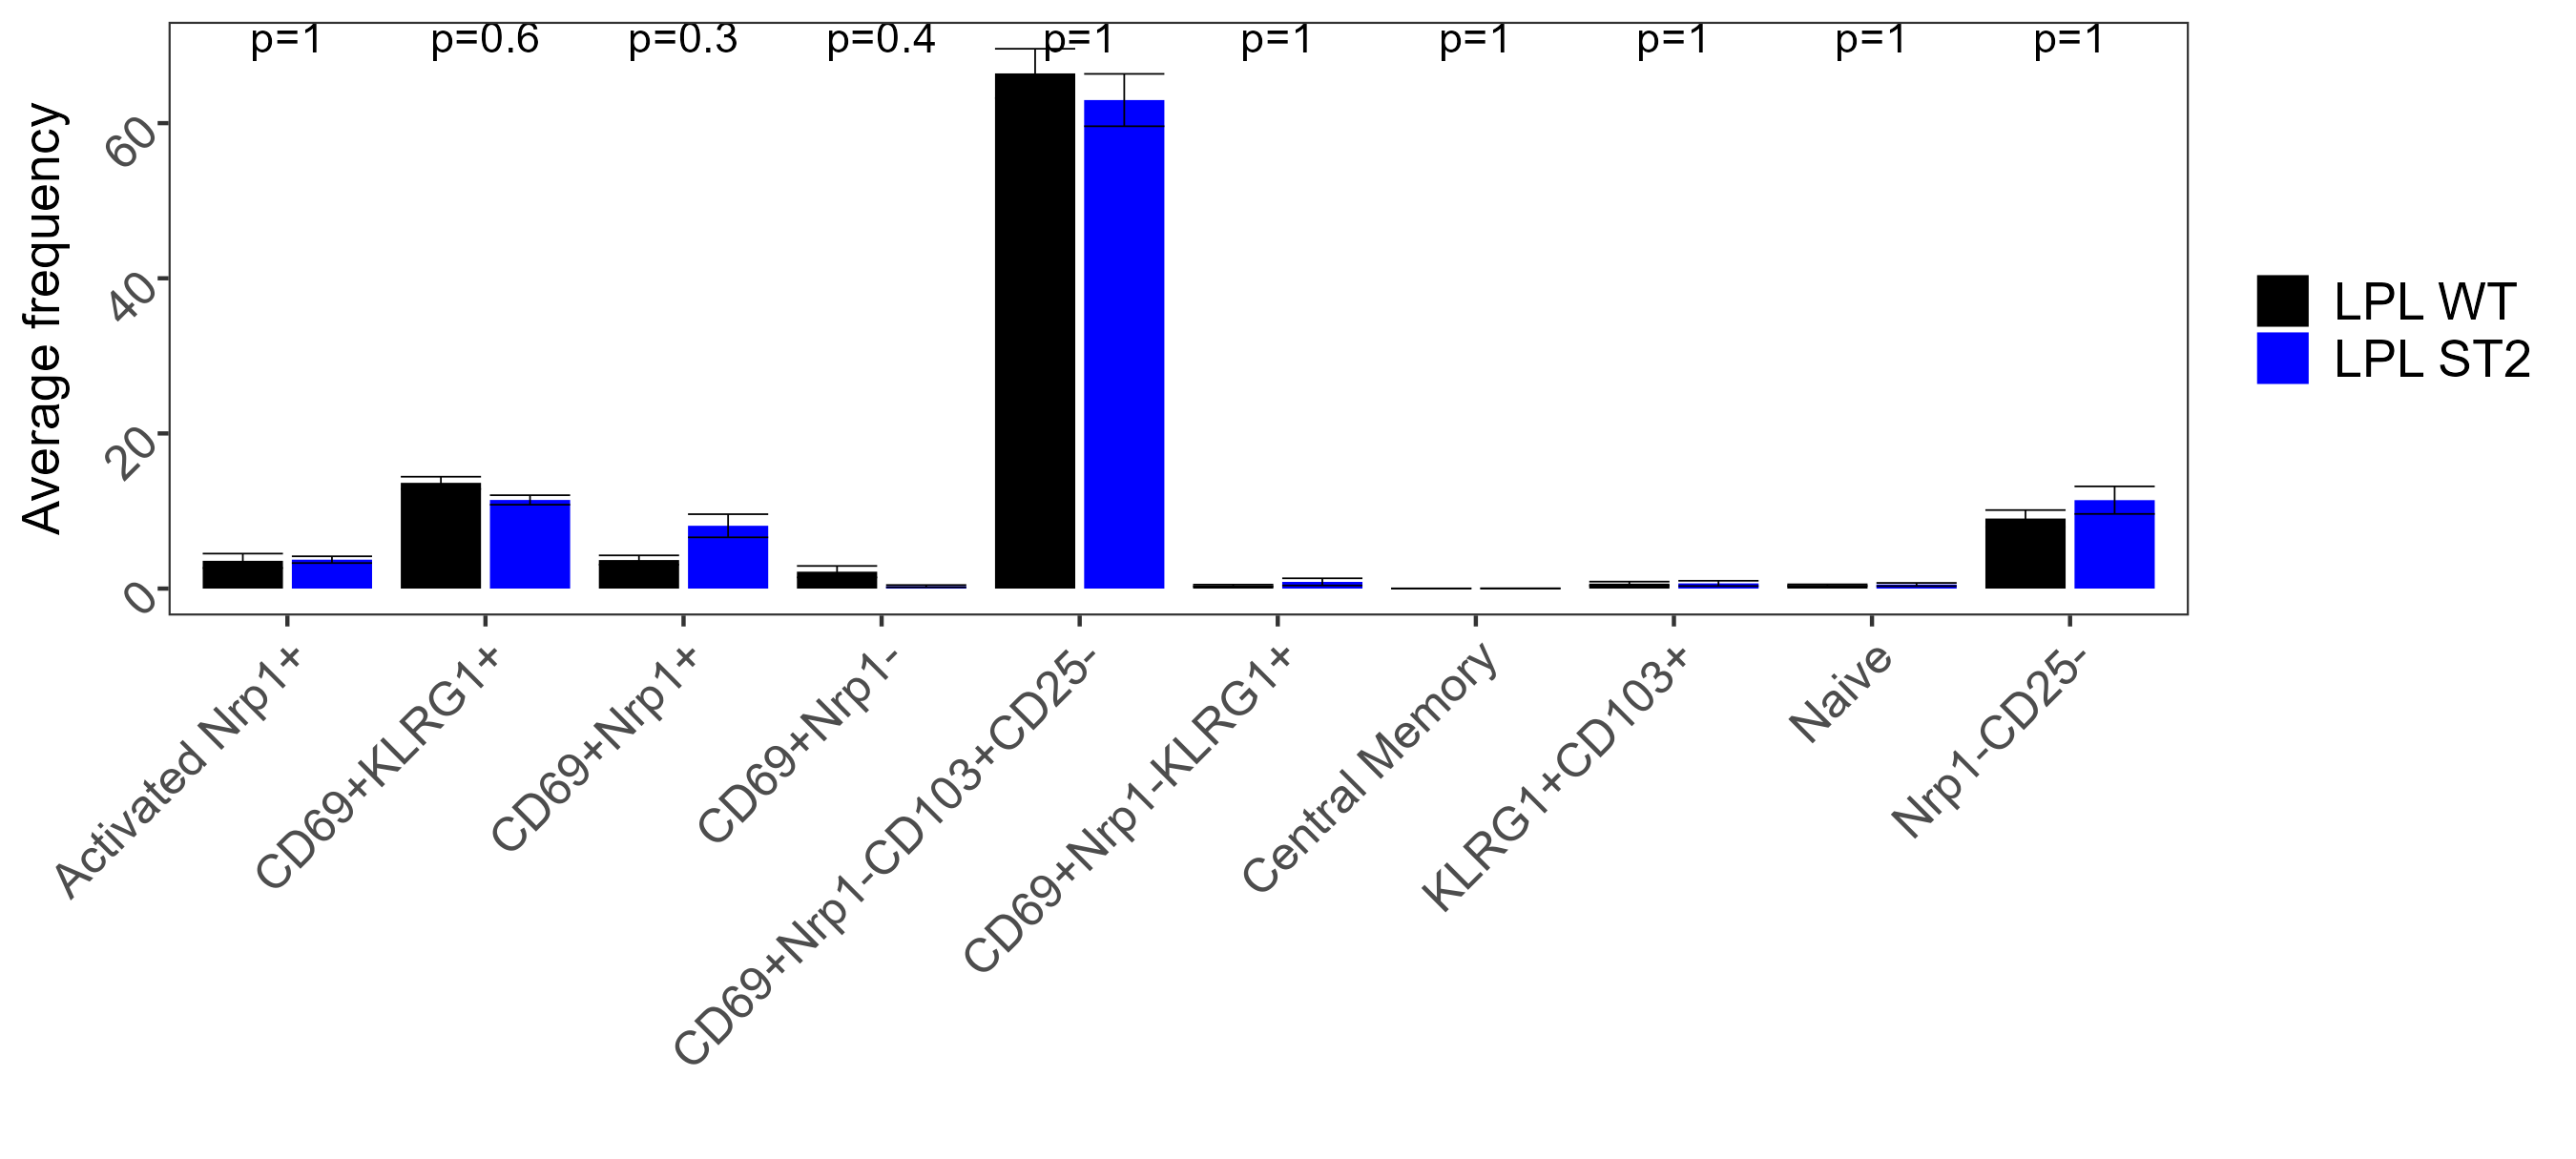 p=1 p=0.6 p=0.3 p=0.4 p=1 p=1 p=1 p=1 p=1 p=1
Average frequency
60
40
20
0
LPL WT
LPL ST2
Activated Nrp1+
CD69+KLRG1+
CD69+Nrp1+
CD69+Nrp1-
CD69+Nrp1-CD103+CD25-
CD69+Nrp1-KLRG1+
Central Memory
KLRG1+CD103+
Naive
Nrp1-CD25-